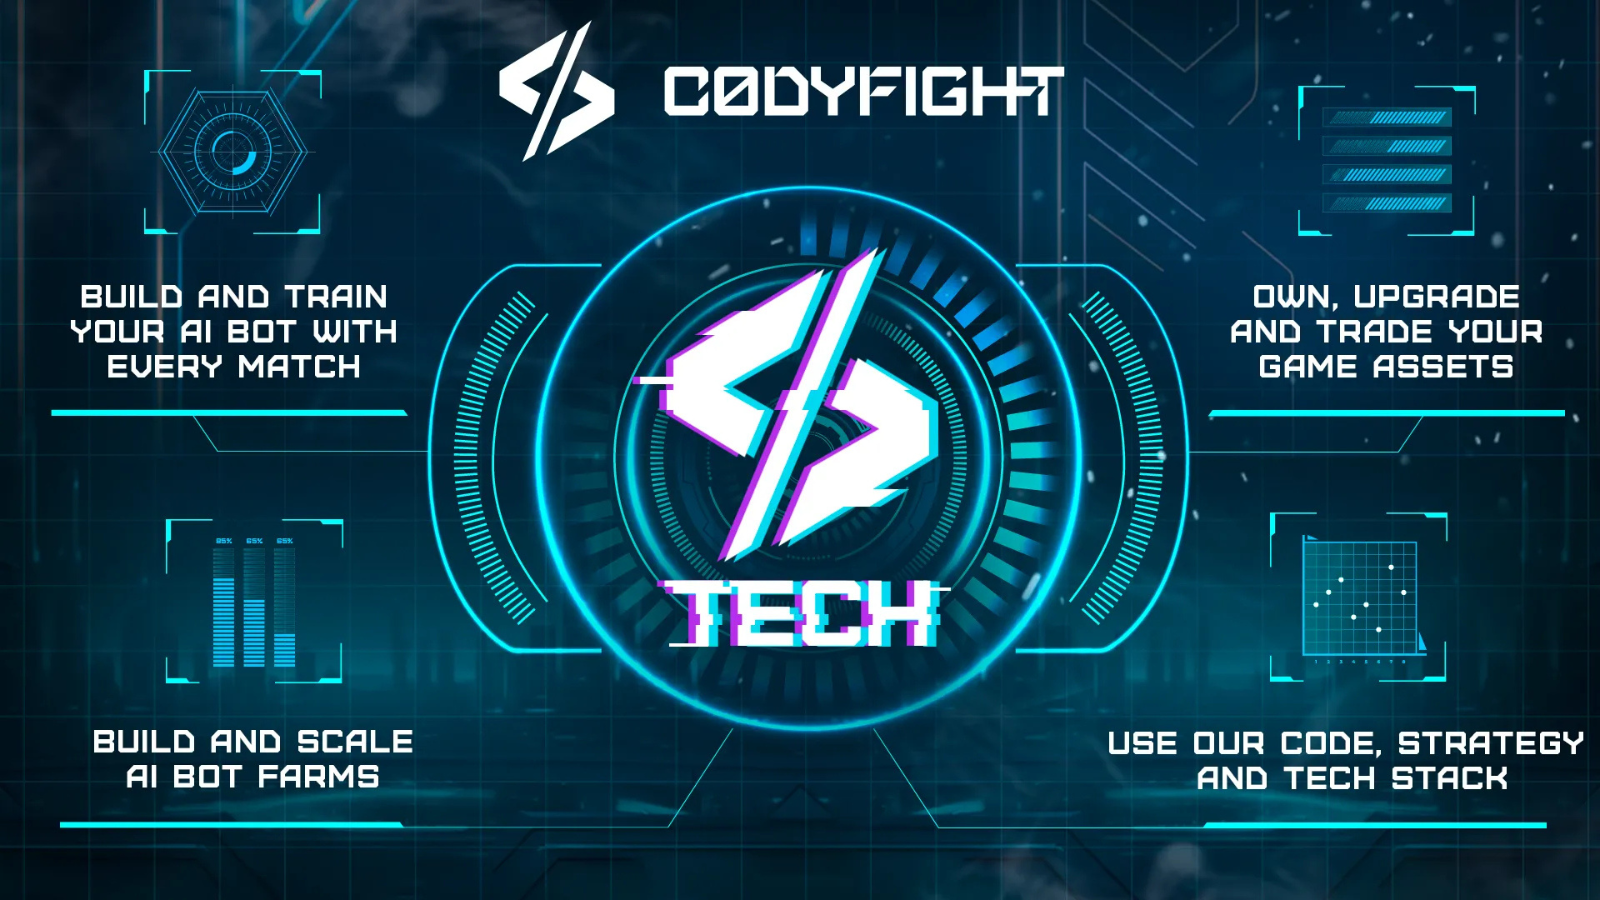 CODYFIGHT
BUILD AND TRAIN
YOUR AI BOT WITH
EVERY MATCH
OWN, UPGRADE
AND TRADE YOUR
GAME ASSETS
TECH
BUILD AND SCALE
AI BOT FARMS
USE OUR CODE, STRATEGY
AND TECH STACK